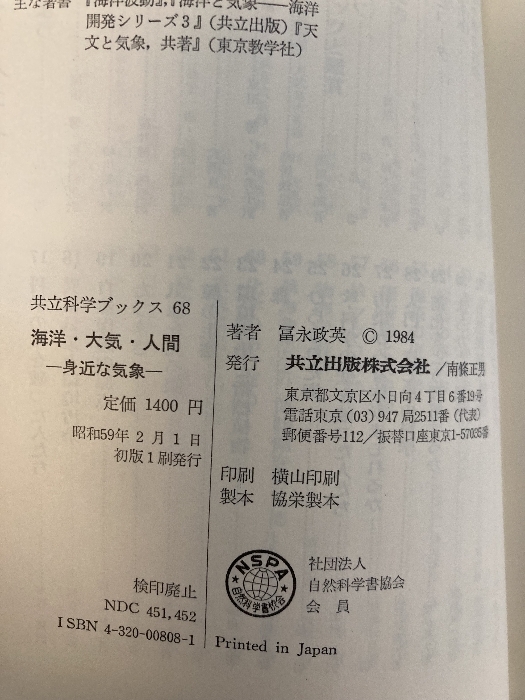 主な著書 『海洋波動』,『海洋と気象――海洋
開発シリーズ3』(共立出版)『天
文と気象, 共著』(東京教学社)
共立科学ブックス 68
海洋・大気・人間
―身近な気象―
定価 1400 円
昭和59年 2 月 1 日
初版 1 刷発行
検印廃止
NDC 451,452
ISBN 4-320-00808-1
著者 冨永政英 © 1984
発行 共立出版株式会社/南條正男
東京都文京区小日向4丁目6番19号
電話東京(03)947局2511番(代表)
郵便番号112/振替口座東京1-57035番
印刷 横山印刷
製本 協栄製本
NSPA
自然科学書協会
社団法人
自然科学書協会
会 員
Printed in Japan